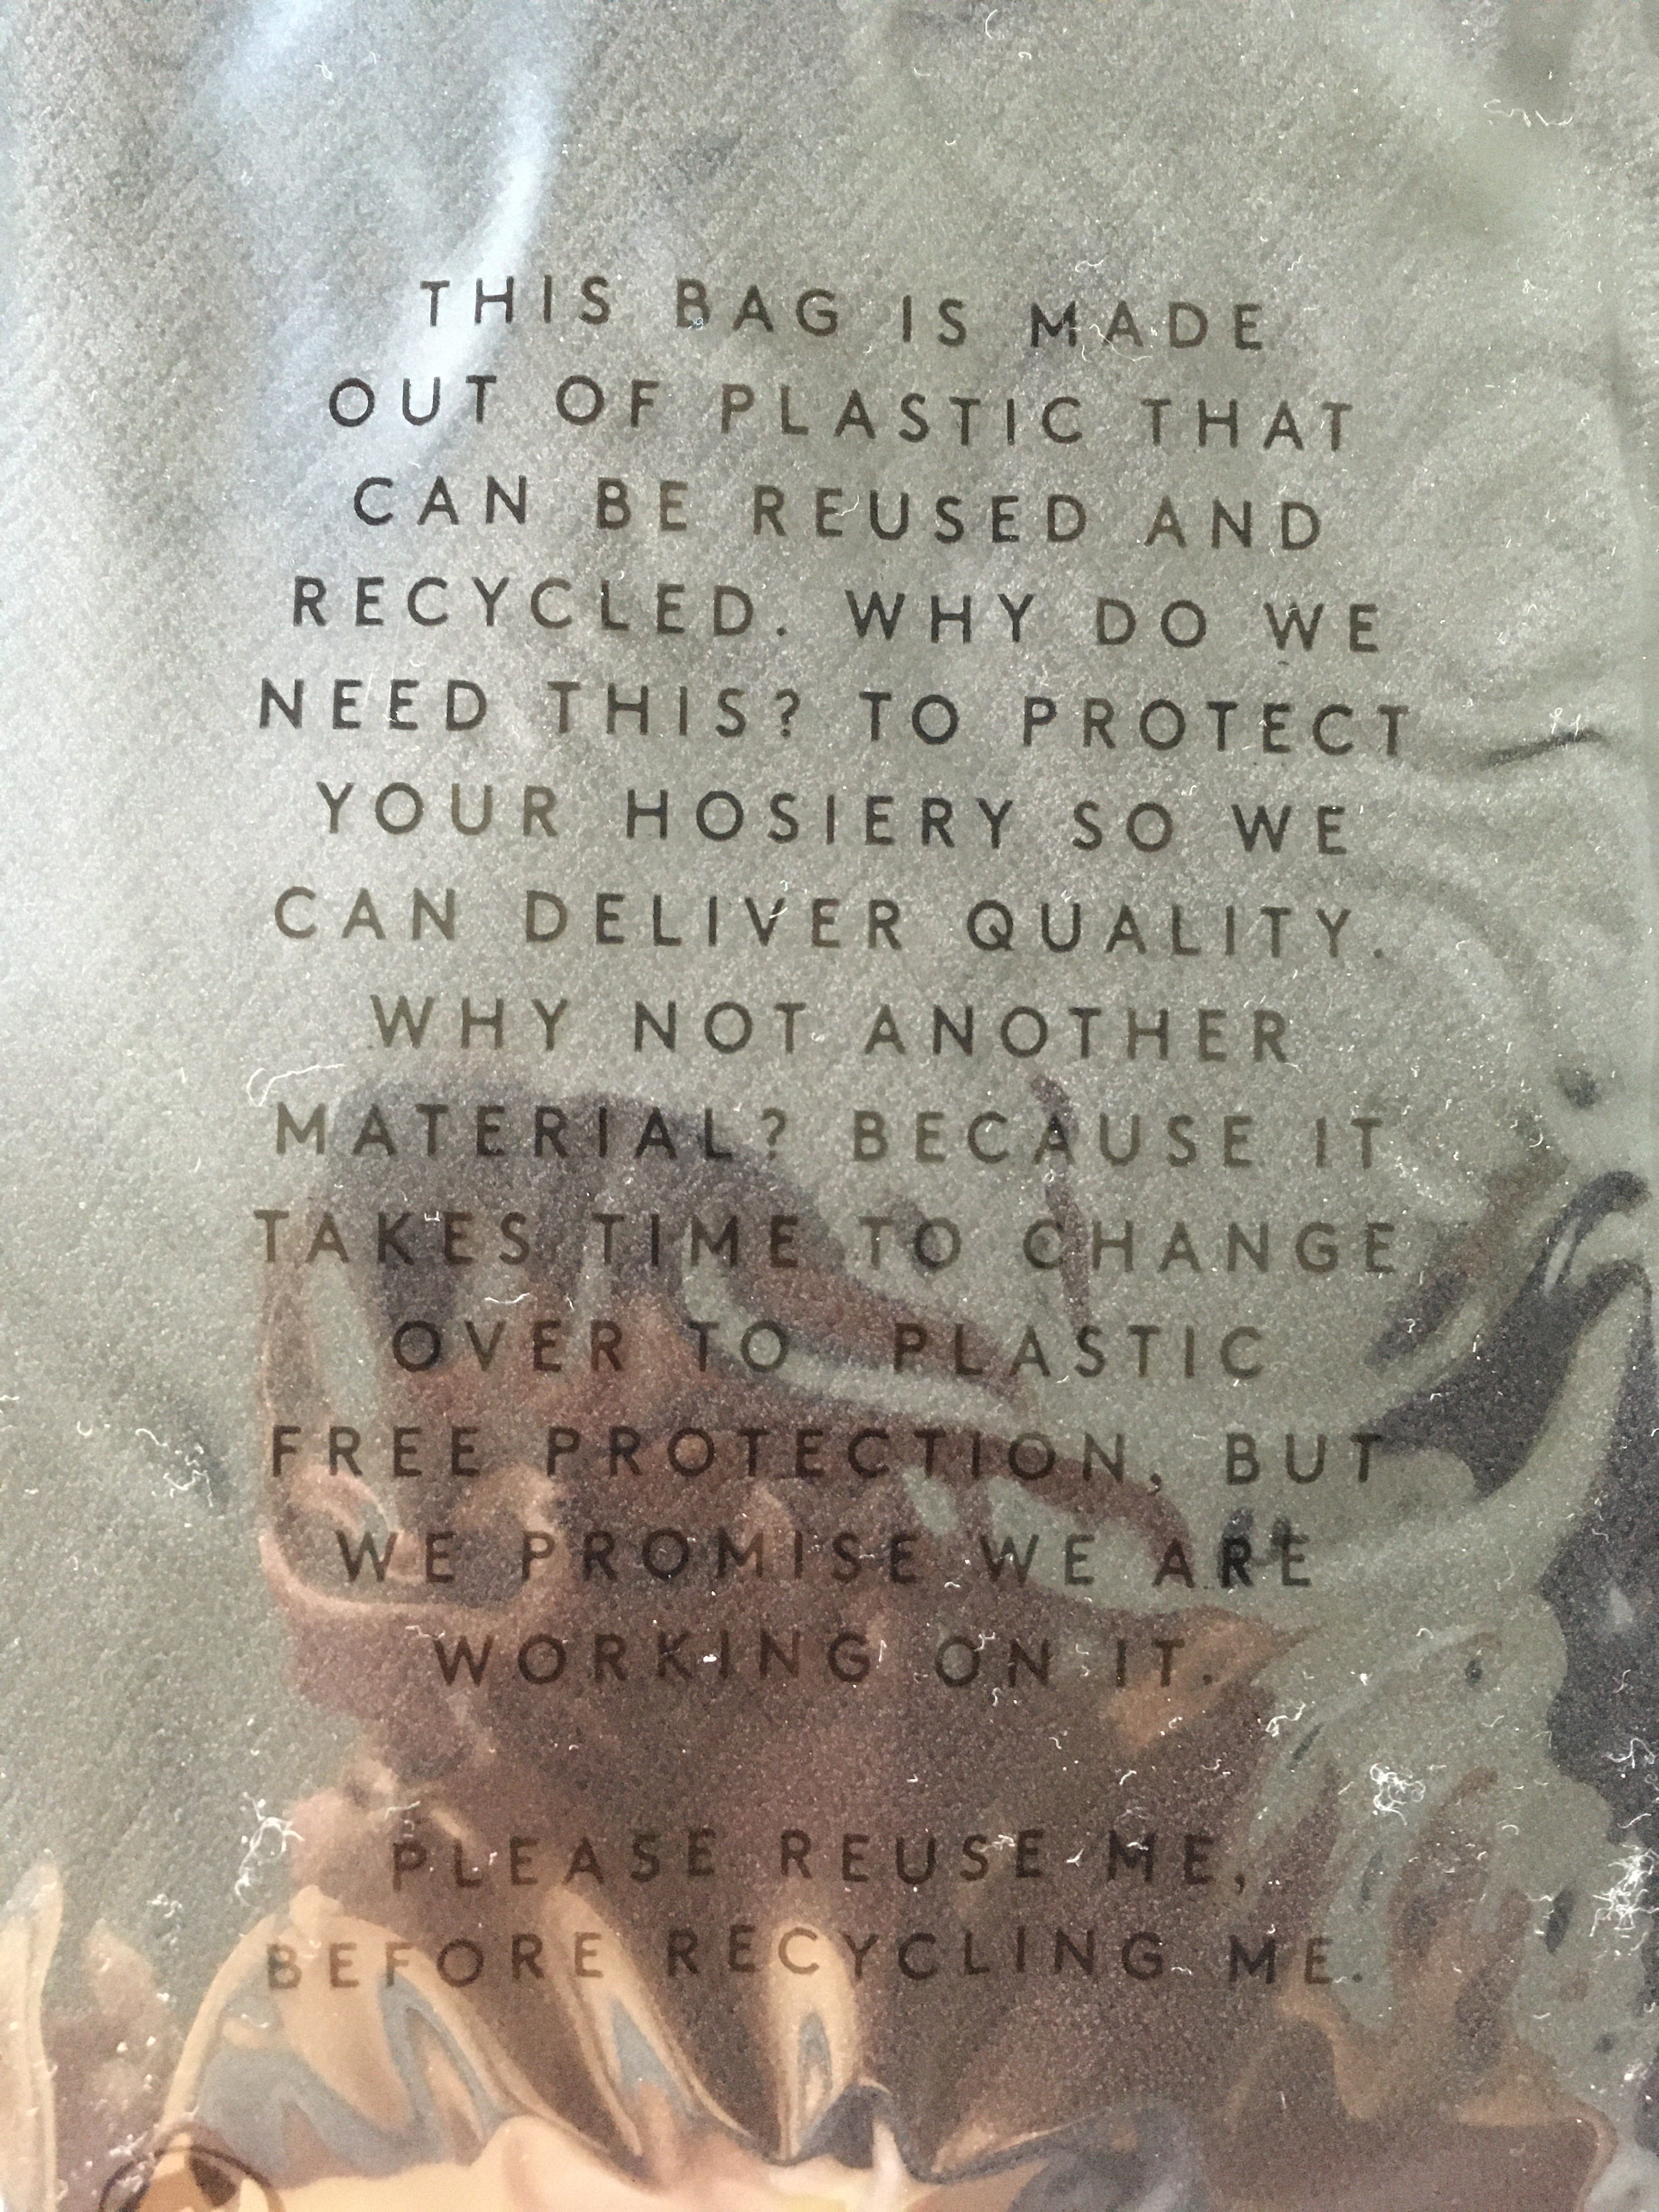 THIS BAG IS MADE
OUT OF PLASTIC THAT
CAN BE REUSED AND
RECYCLED. WHY DO WE
NEED THIS? TO PROTECT
YOUR HOSIERY SO WE
CAN DELIVER QUALITY.
WHY NOT ANOTHER
MATERIAL? BECAUSE IT
TAKES TIME TO CHANGE
OVER TO PLASTIC
FREE PROTECTION, BUT
WE PROMISE WE ARE
WORKING ON IT.
PLEASE REUSE ME,
BEFORE RECYCLING ME.